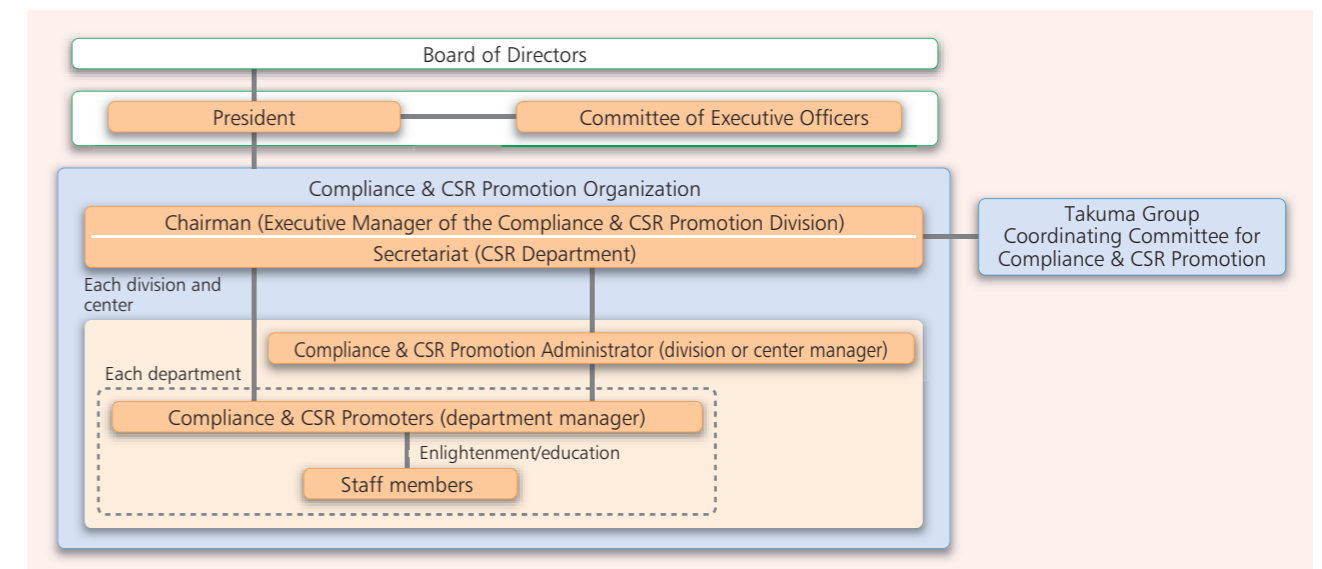 Board of Directors
President
Committee of Executive Officers
Compliance & CSR Promotion Organization
Chairman (Executive Manager of the Compliance & CSR Promotion Division)
Secretariat (CSR Department)
Takuma Group
Coordinating Committee for
Compliance & CSR Promotion
Each division and
center
Compliance & CSR Promotion Administrator (division or center manager)
Each department
Compliance & CSR Promoters (department manager)
Enlightenment/education
Staff members